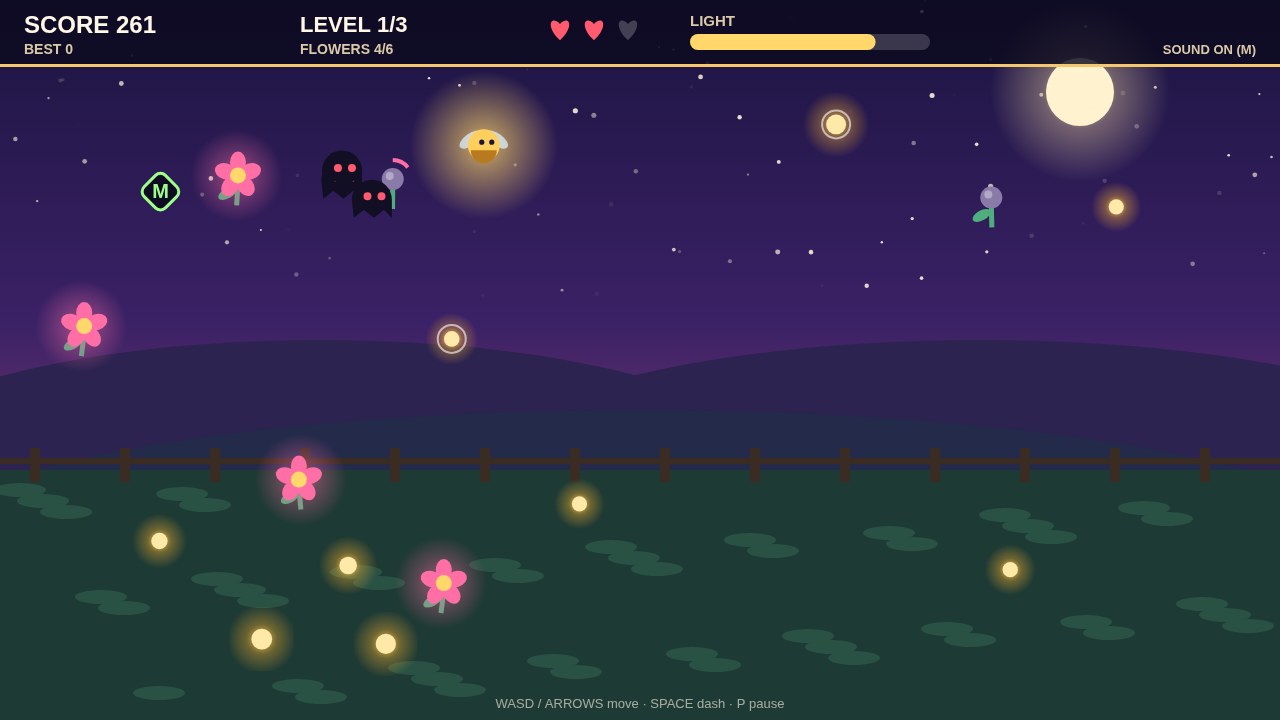 SCORE 261
BEST 0
LEVEL 1/3
FLOWERS 4/6
LIGHT
SOUND ON (M)
M
WASD / ARROWS move · SPACE dash · P pause